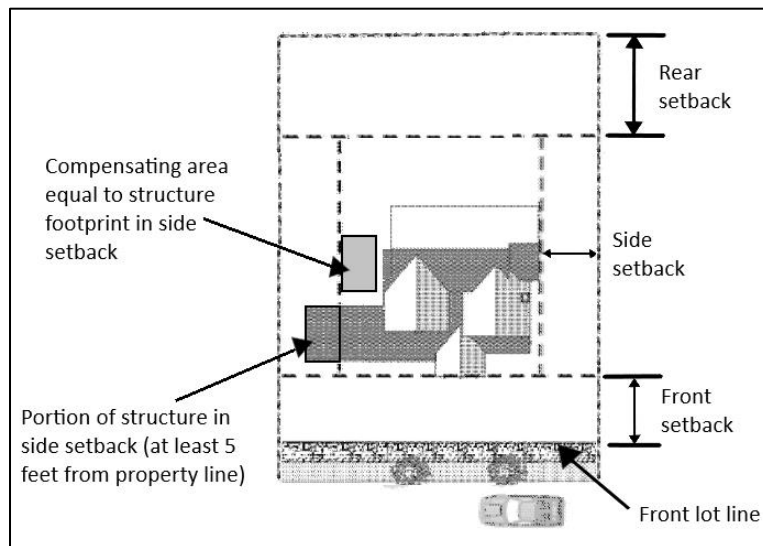 Rear
setback
Compensating area
equal to structure
footprint in side
setback
Side
setback
Portion of structure in
side setback (at least 5
feet from property line)
Front
setback
Front lot line